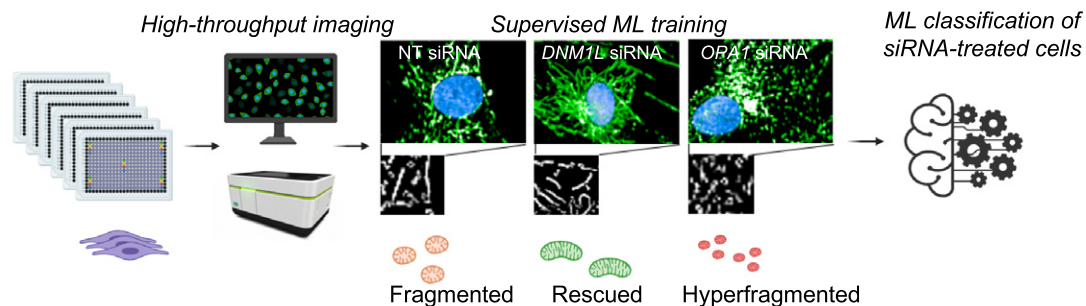 High-throughput imaging
Supervised ML training
ML classification of
siRNA-treated cells
NT siRNA
DNM1L siRNA
OPA1 siRNA
Fragmented
Rescued
Hyperfragmented